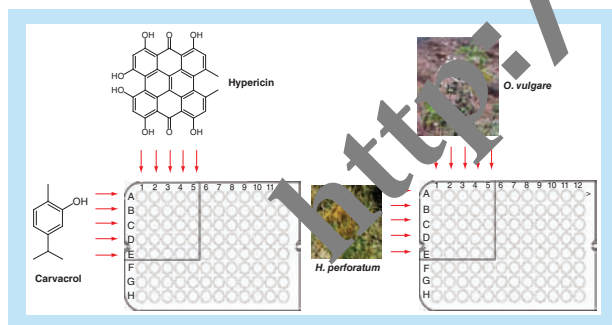 OH
O
OH
HO
HO
Hypericin
OH
O
OH
O. vulgare
1 2 3 4 5 6 7 8 9 10 11
1 2 3 4 5 6 7 8 9 10 11 12
A
B
C
D
E
F
G
H
A
B
C
D
E
F
G
H
>
OH
Carvacrol
H. perforatum
http:/